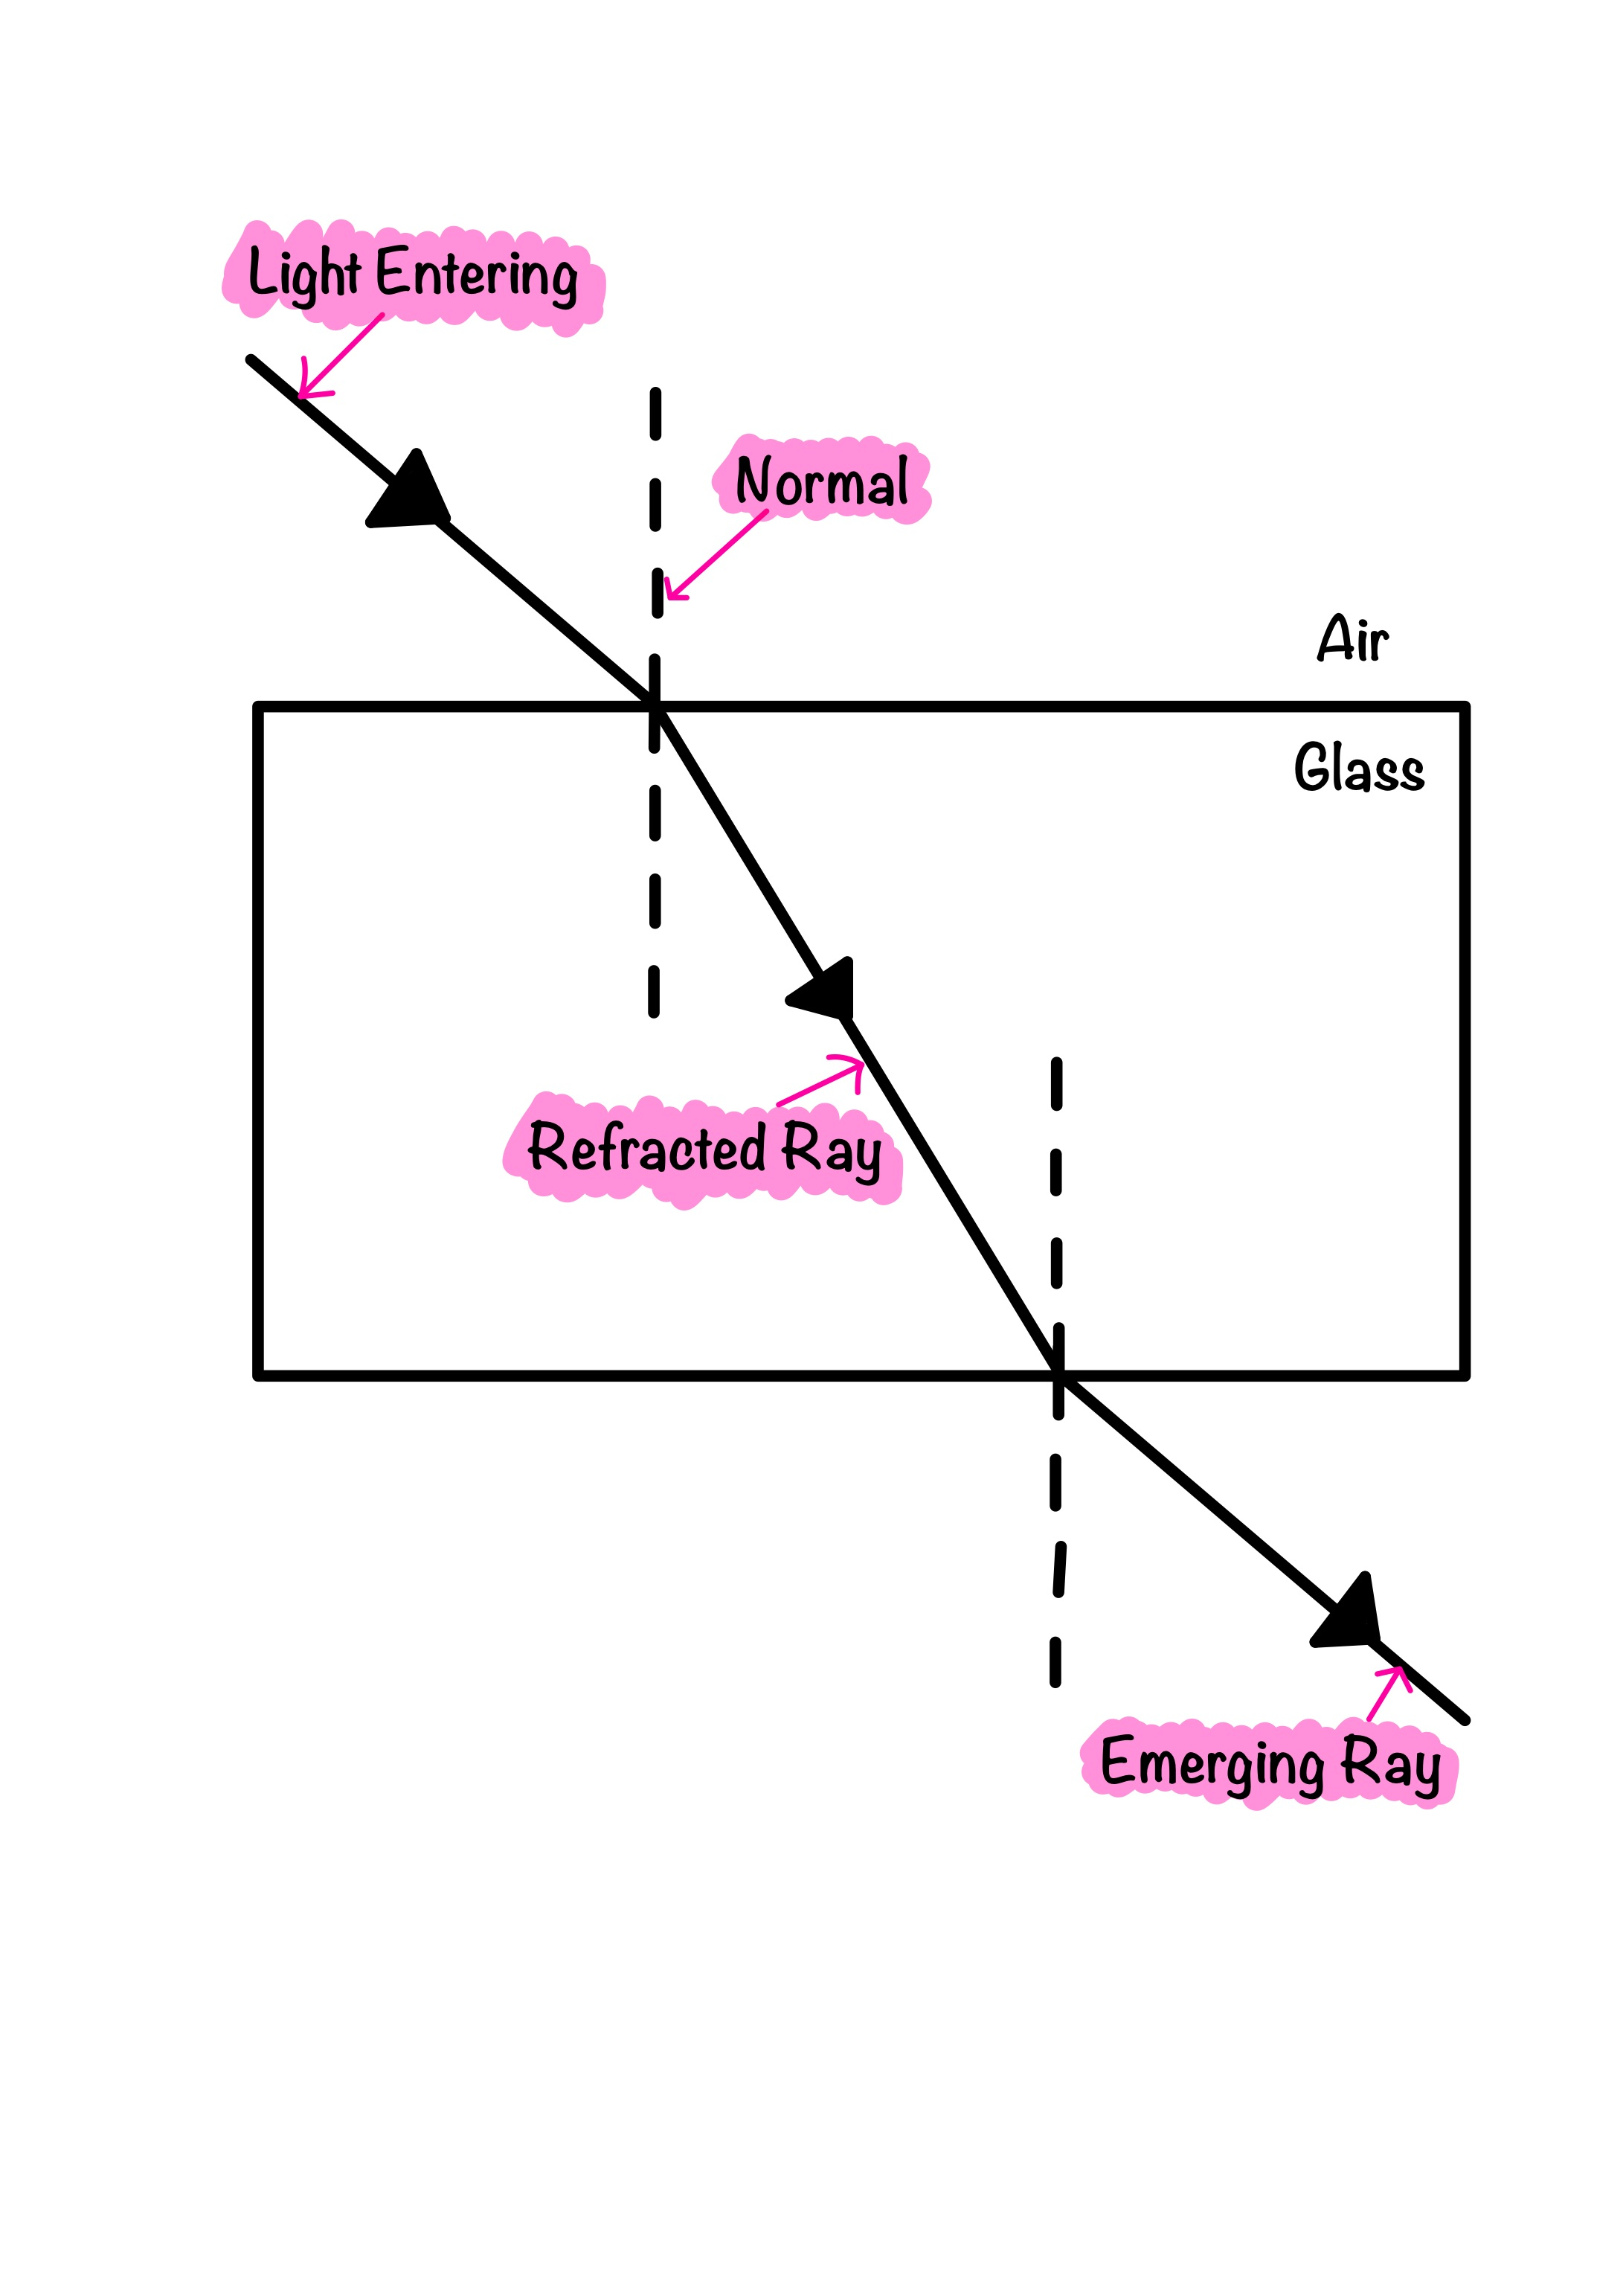 Light Entering
Normal
Air
Glass
Refracted Ray
Emerging Ray